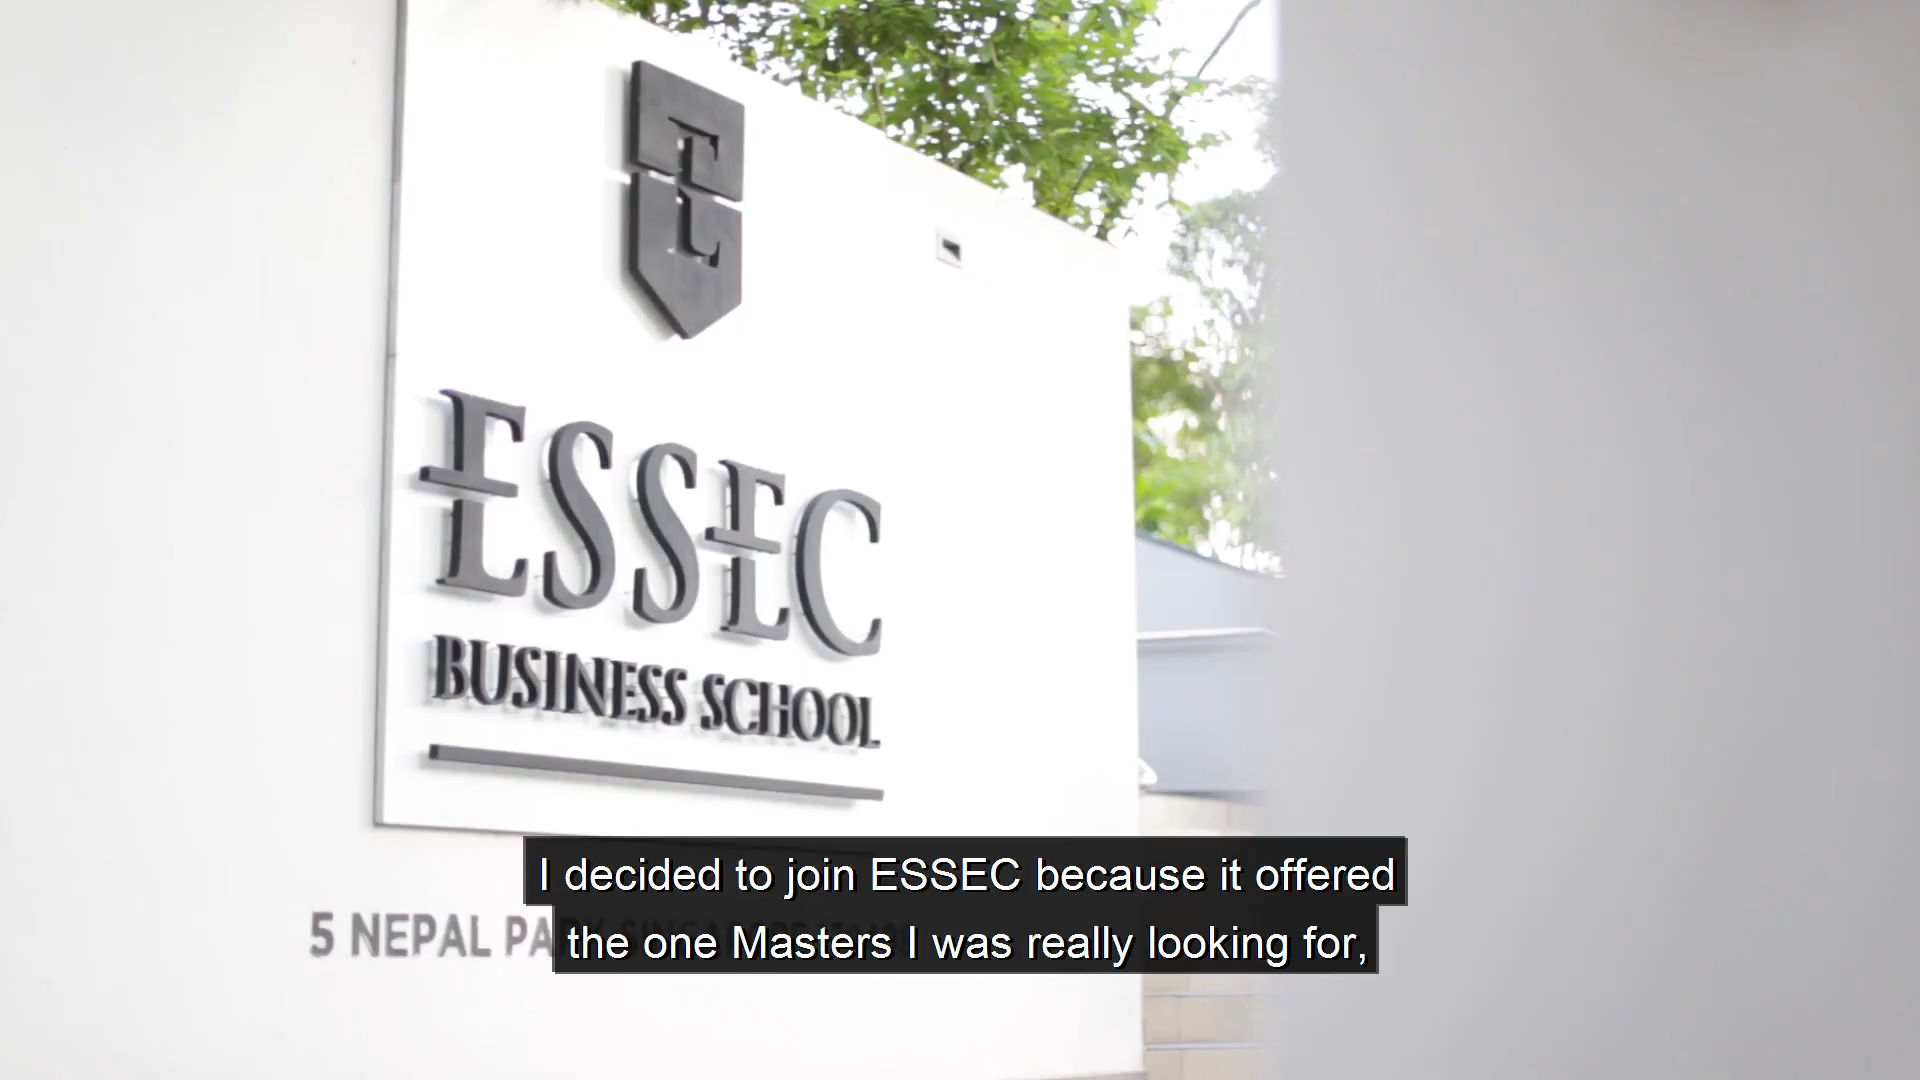 ESSEC
BUSINESS SCHOOL
I decided to join ESSEC because it offered
5 NEPAL
the one Masters I was really looking for,